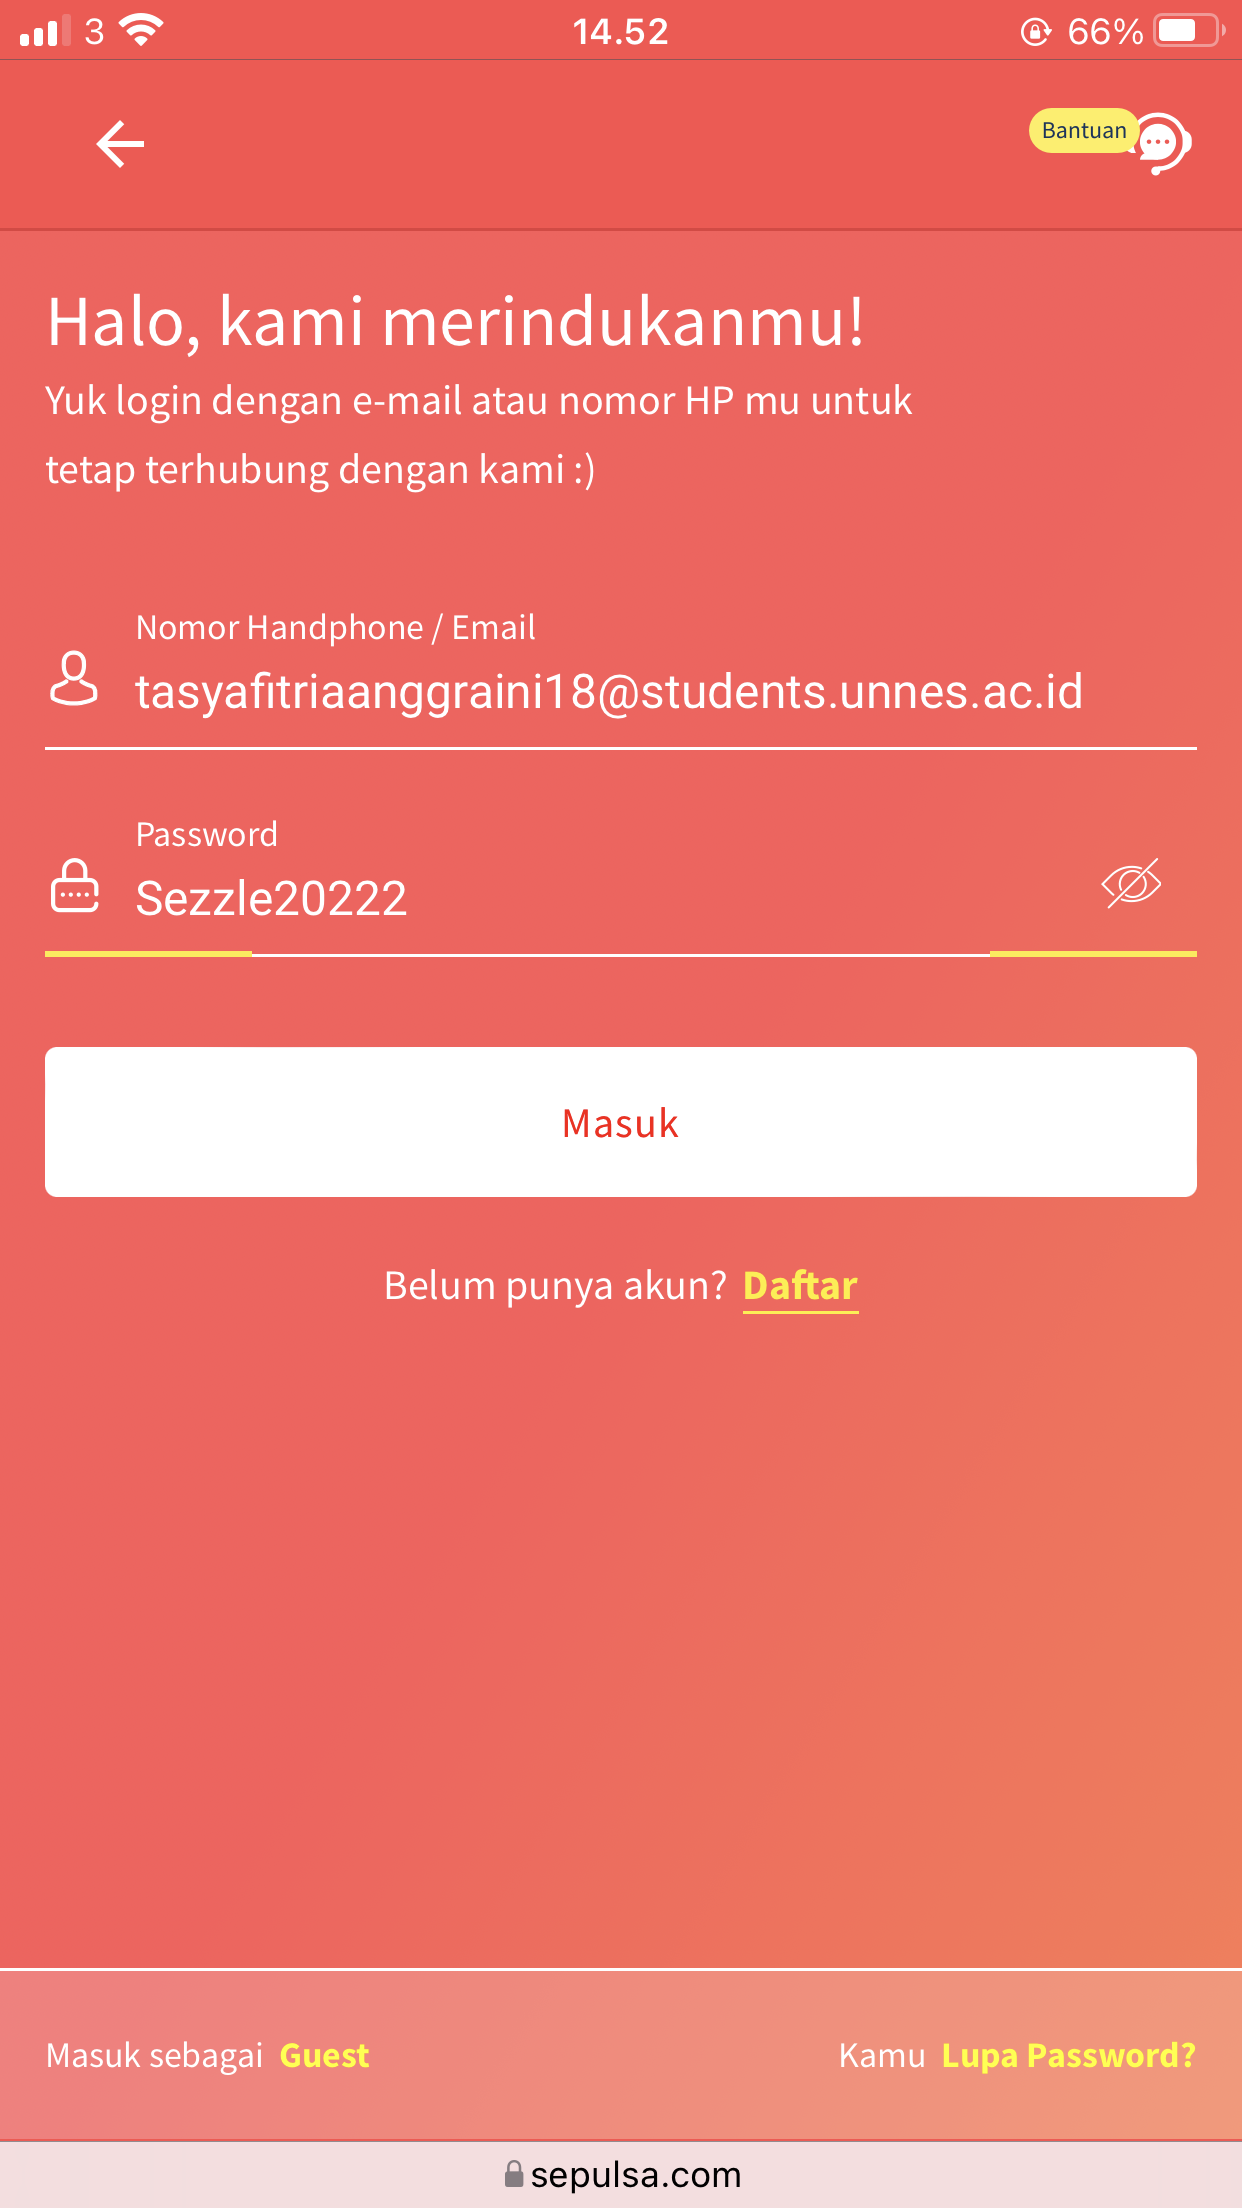 3 14.52 66%
Bantuan
Halo, kami merindukanmu!
Yuk login dengan e-mail atau nomor HP mu untuk
tetap terhubung dengan kami :)
Nomor Handphone / Email
tasyafitriaanggraini18@students.unnes.ac.id
Password
Sezzle20222
Masuk
Belum punya akun? Daftar
Masuk sebagai Guest Kamu Lupa Password?
sepulsa.com